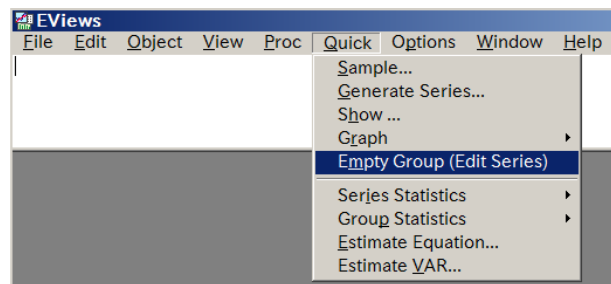 EViews
File Edit Object View Proc Quick Options Window Help
Sample...
Generate Series...
Show ...
Graph
Empty Group (Edit Series)
Series Statistics
Group Statistics
Estimate Equation...
Estimate VAR...